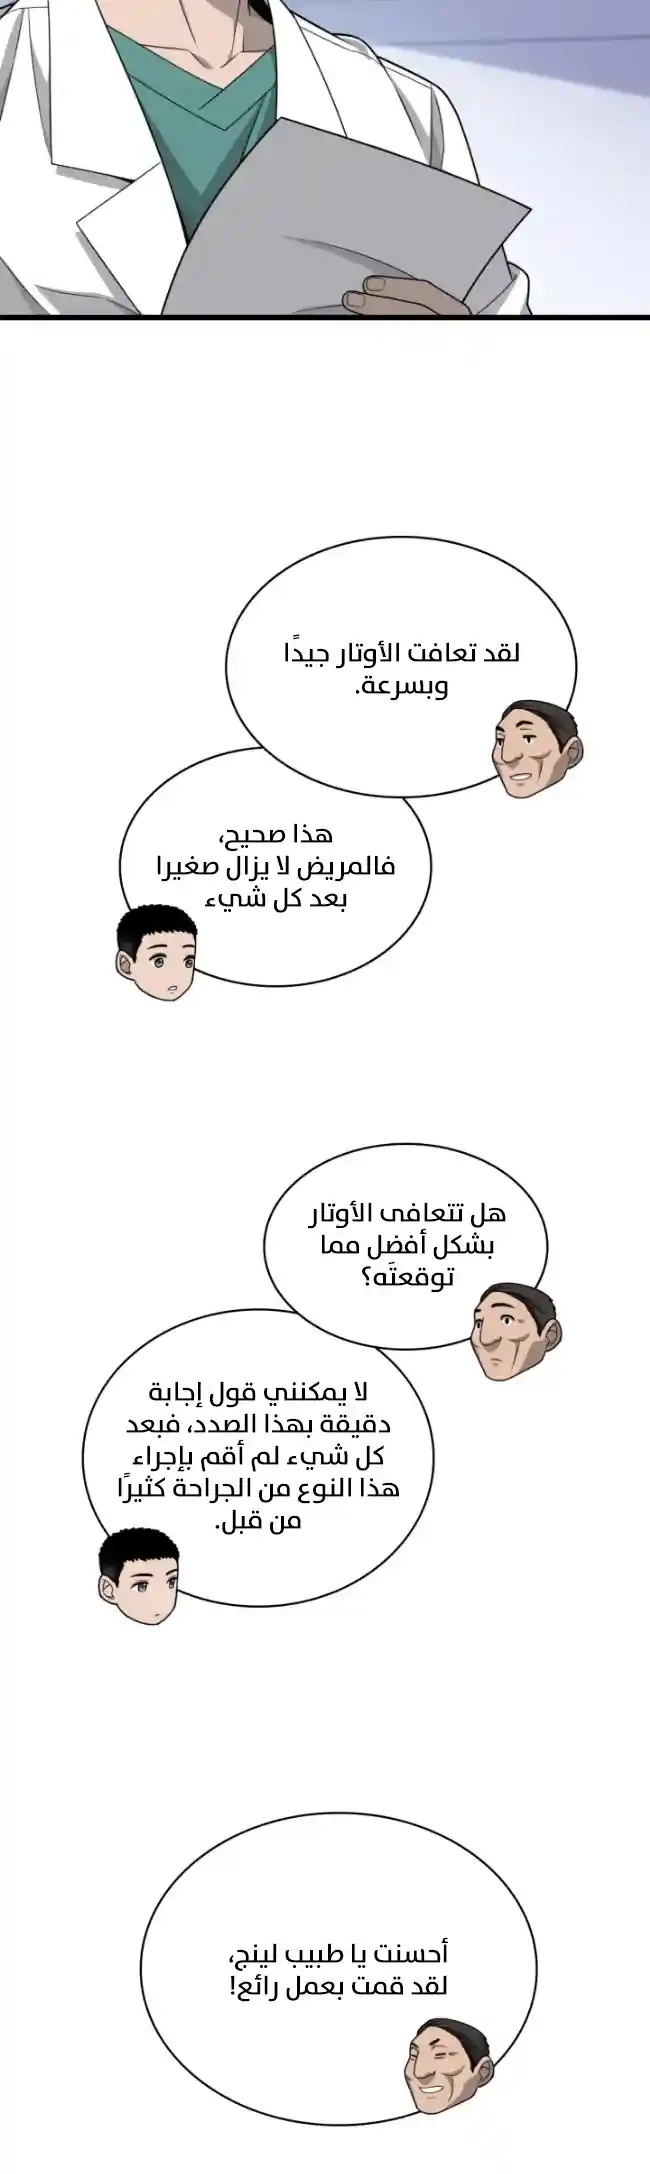 لقد تعافت الأوتار جيدًا
وبسرعة.
هذا صحيح،
فالمريض لا يزال صغيرا
بعد كل شيء
هل تتعافى الأوتار
بشكل أفضل مما
توقعتَه؟
لا يمكنني قول إجابة
دقيقة بهذا الصدد، فبعد
كل شيء لم أقم بإجراء
هذا النوع من الجراحة كثيرًا
من قبل.
أحسنت يا طبيب لينج،
لقد قمت بعمل رائع!